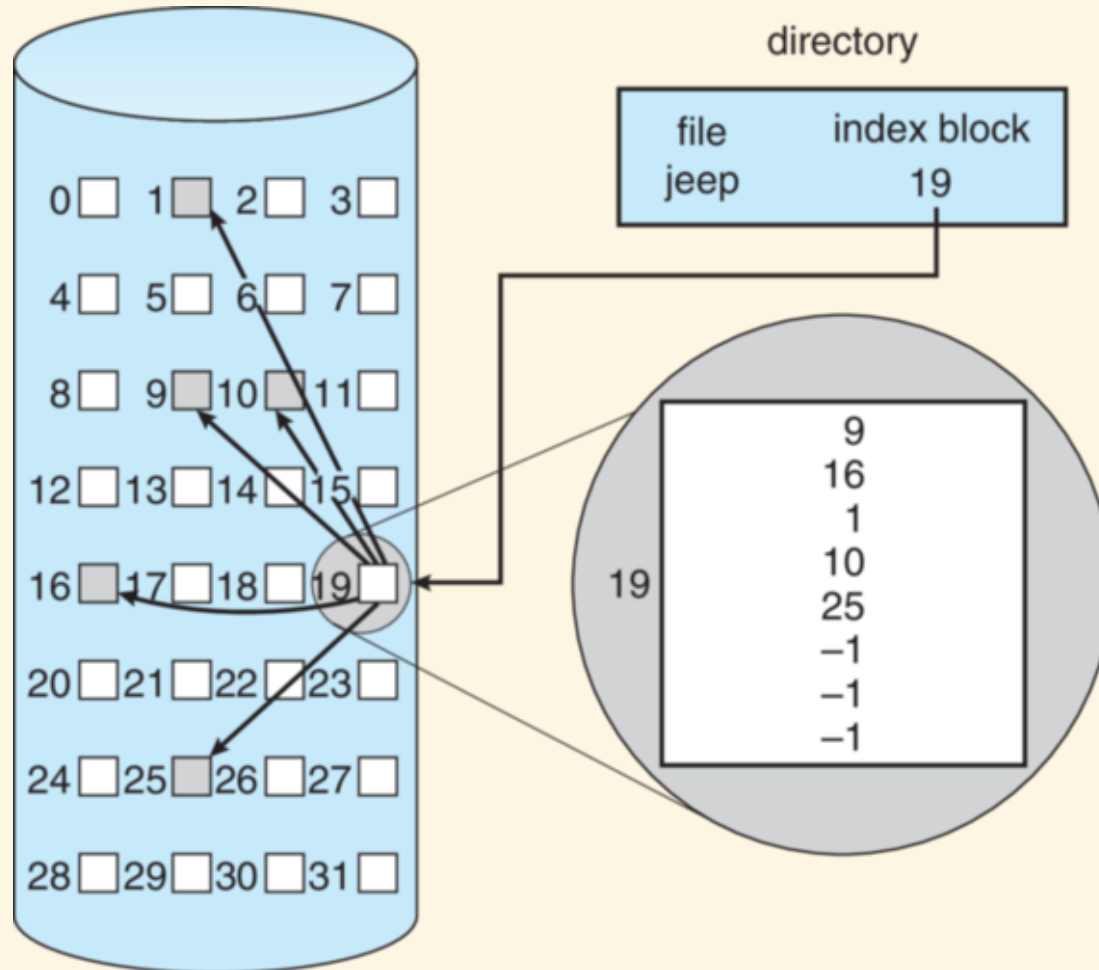 directory
file index block
jeep 19
0 1 2 3
4 5 6 7
8 9 10 11
12 13 14 15
16 17 18 19
20 21 22 23
24 25 26 27
28 29 30 31
19
9
16
1
10
25
–1
–1
–1